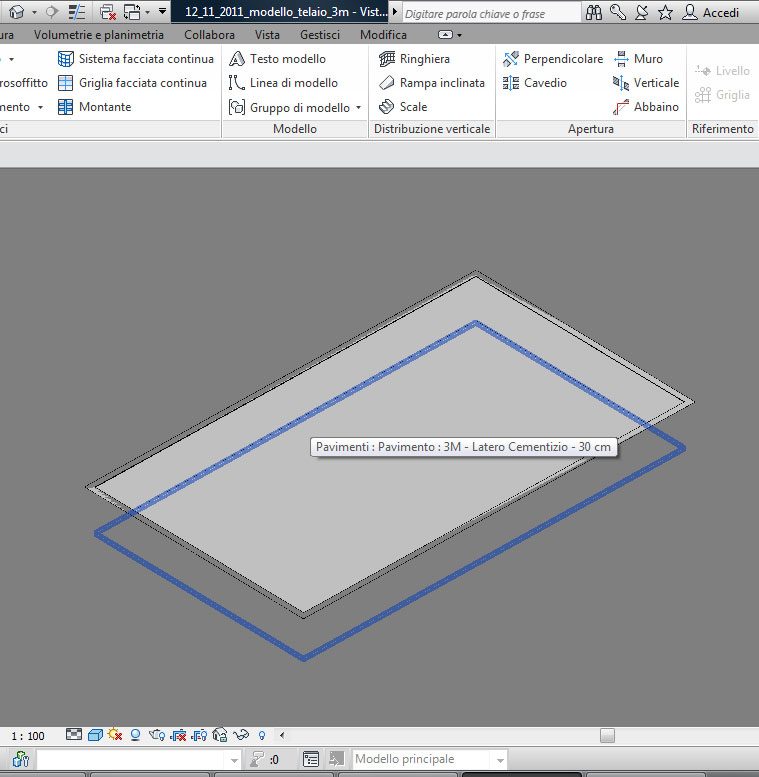 12_11_2011_modello_telaio_3m - Vist...
Digitare parola chiave o frase
Accedi
ura Volumetrie e planimetria Collabora Vista Gestisci Modifica
Sistema facciata continua Testo modello Ringhiera Perpendicolare Muro Livello
rosoffitto Griglia facciata continua Linea di modello Rampa inclinata Cavedio Verticale Griglia
mento Montante Gruppo di modello Scale Abbaino
ci Modello Distribuzione verticale Apertura Riferimento
Pavimenti : Pavimento : 3M - Latero Cementizio - 30 cm
1 : 100
:0 Modello principale